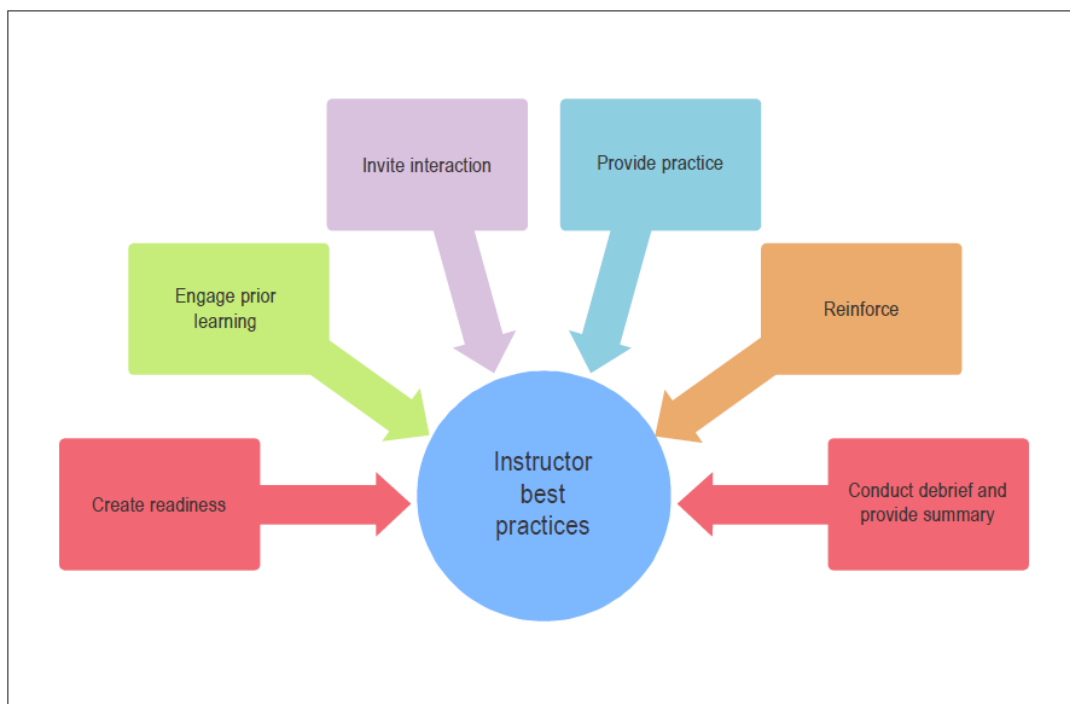 Invite interaction
Provide practice
Engage prior
learning
Reinforce
Create readiness
Instructor
best
practices
Conduct debrief and
provide summary